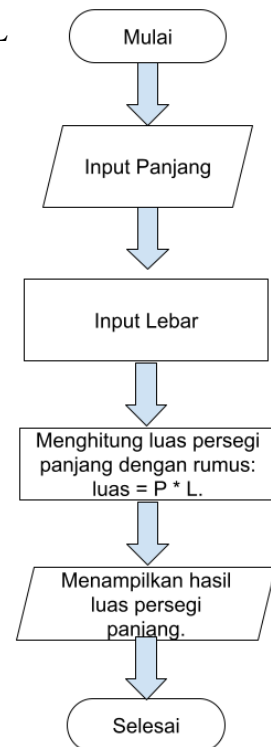 L
Mulai
Input Panjang
Input Lebar
Menghitung luas persegi
panjang dengan rumus:
luas = P * L.
Menampilkan hasil
luas persegi
panjang.
Selesai